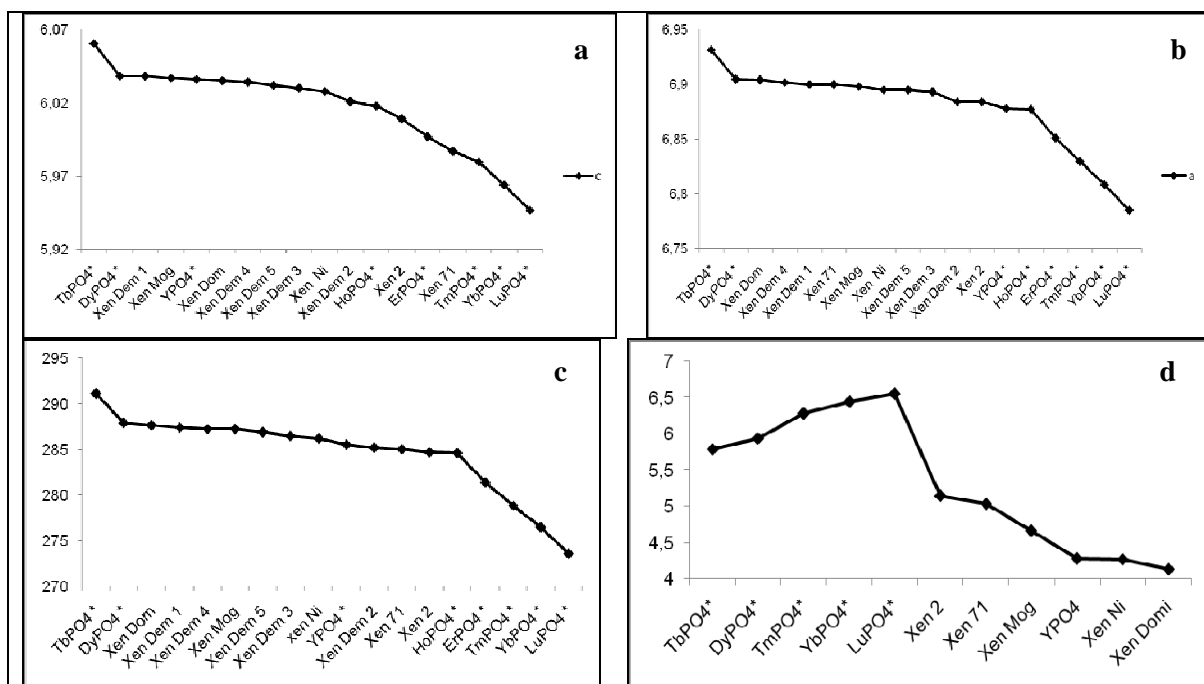 a
6,07
6,02
5,97
5,92
c
TbPO4*
DyPO4*
Xen Dem 1
Xen Mog
YPO4*
Xen Dom
Xen Dem 4
Xen Dem 5
Xen Dem 3
Xen Ni
Xen Dem 2
HoPO4*
Xen 2
ErPO4*
Xen 71
TmPO4*
YbPO4*
LuPO4*
b
6,95
6,9
6,85
6,8
6,75
a
TbPO4*
DyPO4*
Xen Dom
Xen Dem 4
Xen Dem 1
Xen 71
Xen Mog
Xen Ni
Xen Dem 5
Xen Dem 3
Xen Dem 2
Xen 2
YPO4*
HoPO4*
ErPO4*
TmPO4*
YbPO4*
LuPO4*
c
295
290
285
280
275
270
TbPO4*
DyPO4*
Xen Dom
Xen Dem 1
Xen Dem 4
Xen Mog
Xen Dem 5
Xen Dem 3
Xen Ni
YPO4*
Xen Dem 2
Xen 71
Xen 2
HoPO4*
ErPO4*
TmPO4*
YbPO4*
LuPO4*
d
7
6,5
6
5,5
5
4,5
4
TbPO4*
DyPO4*
TmPO4*
YbPO4*
LuPO4*
Xen 2
Xen 71
Xen Mog
YPO4
Xen Ni
Xen Domi